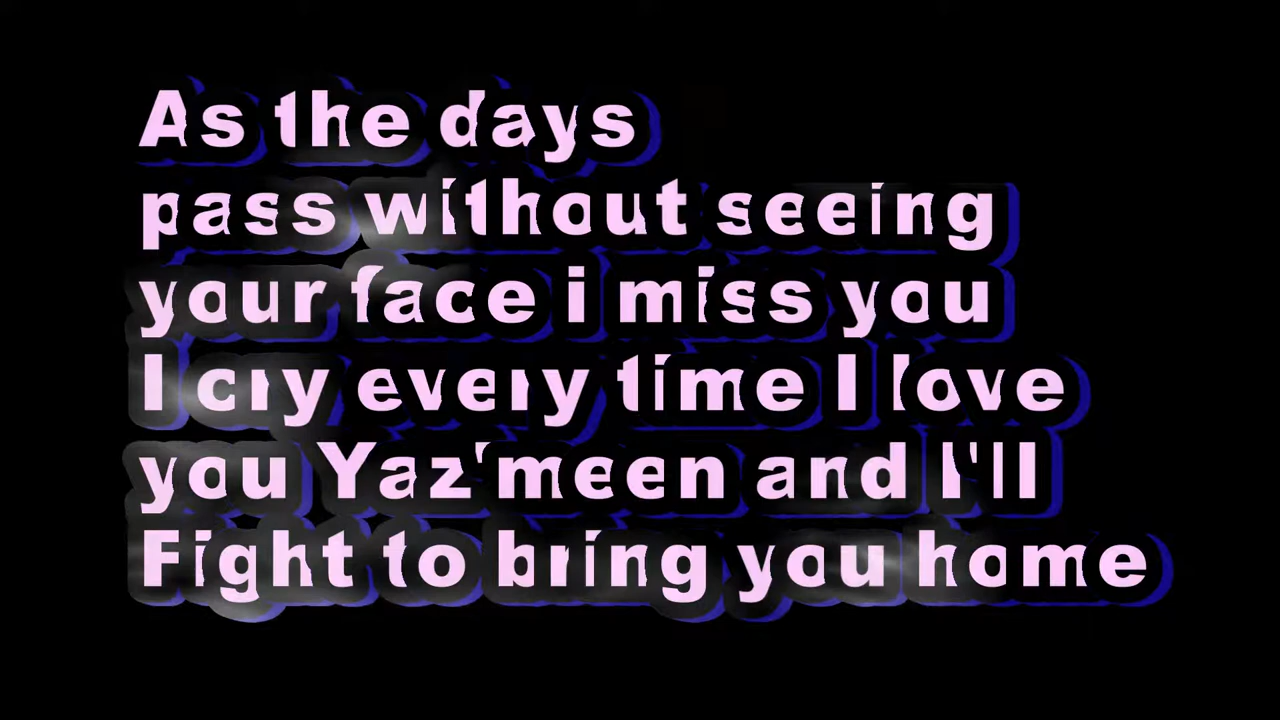 As the days
pass without seeing
your face i miss you
I cry every time I love
you Yaz'meen and I'll
Fight to bring you home